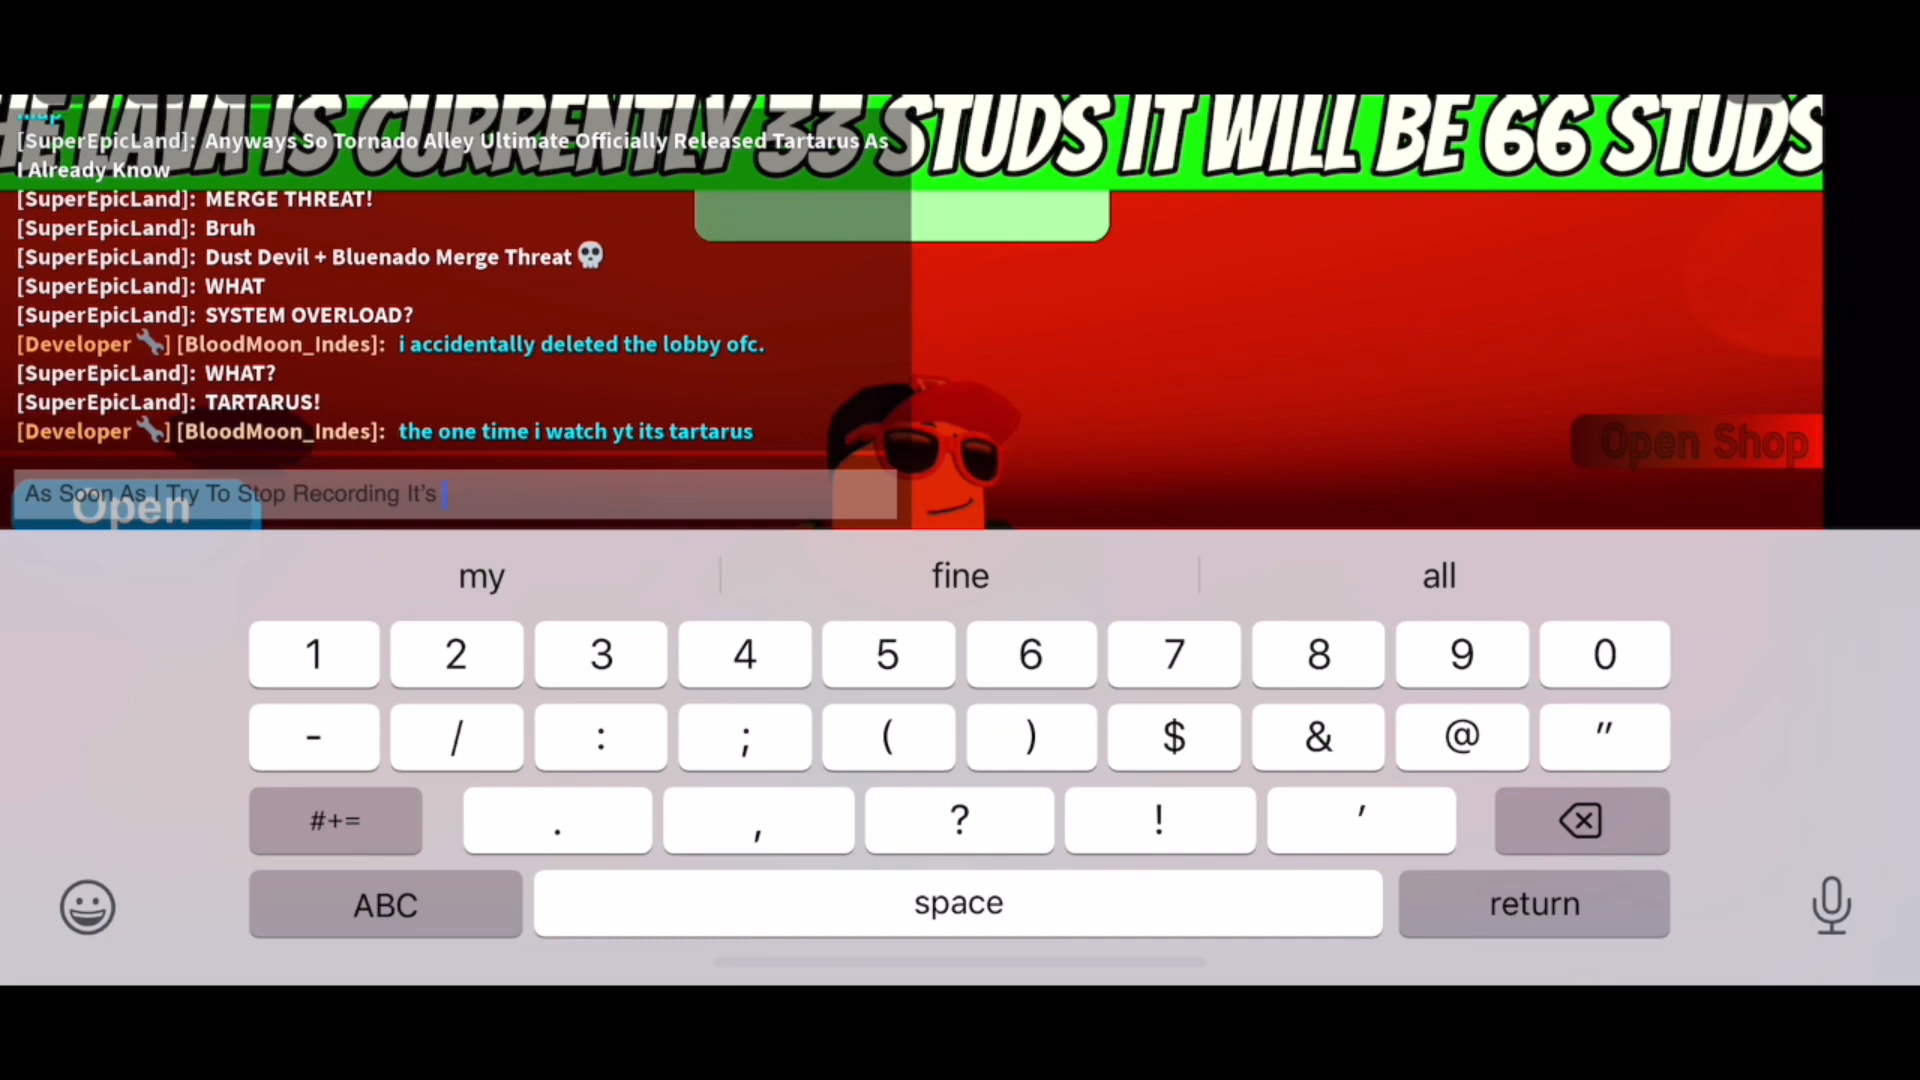 HE LAVA IS CURRENTLY 33 STUDS IT WILL BE 66 STUDS
map
[SuperEpicLand]: Anyways So Tornado Alley Ultimate Officially Released Tartarus As
I Already Know
[SuperEpicLand]: MERGE THREAT!
[SuperEpicLand]: Bruh
[SuperEpicLand]: Dust Devil + Bluenado Merge Threat 💀
[SuperEpicLand]: WHAT
[SuperEpicLand]: SYSTEM OVERLOAD?
[Developer 🔧] [BloodMoon_Indes]: i accidentally deleted the lobby ofc.
[SuperEpicLand]: WHAT?
[SuperEpicLand]: TARTARUS!
[Developer 🔧] [BloodMoon_Indes]: the one time i watch yt its tartarus
Open Shop
As Soon As I Try To Stop Recording It's
Open
my fine all
1 2 3 4 5 6 7 8 9 0
- / : ; ( ) $ & @ "
#+= . , ? ! '
ABC space return